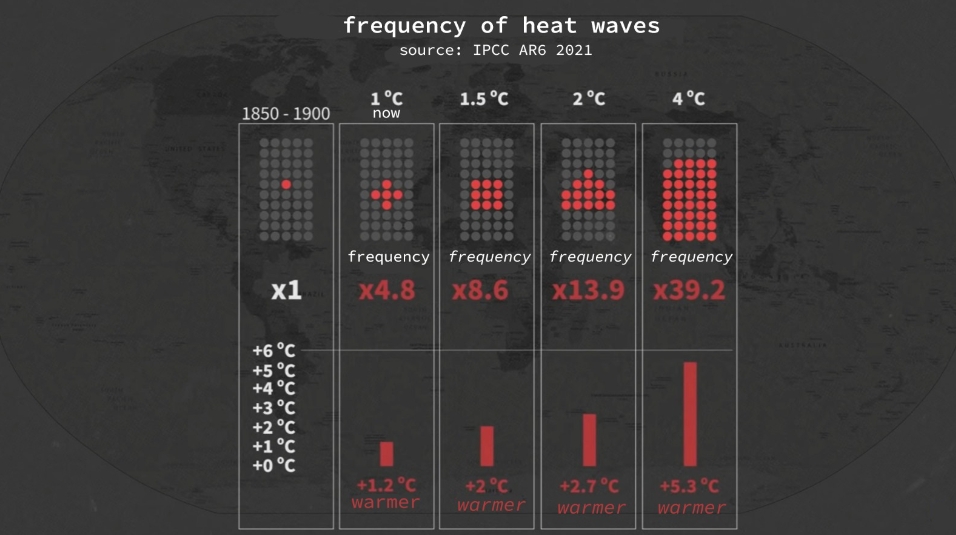 frequency of heat waves
source: IPCC AR6 2021
1850 - 1900
1 °C
now
1.5 °C
2 °C
4 °C
frequency
frequency
frequency
frequency
x1
x4.8
x8.6
x13.9
x39.2
+6 °C
+5 °C
+4 °C
+3 °C
+2 °C
+1 °C
+0 °C
+1.2 °C
warmer
+2 °C
warmer
+2.7 °C
warmer
+5.3 °C
warmer